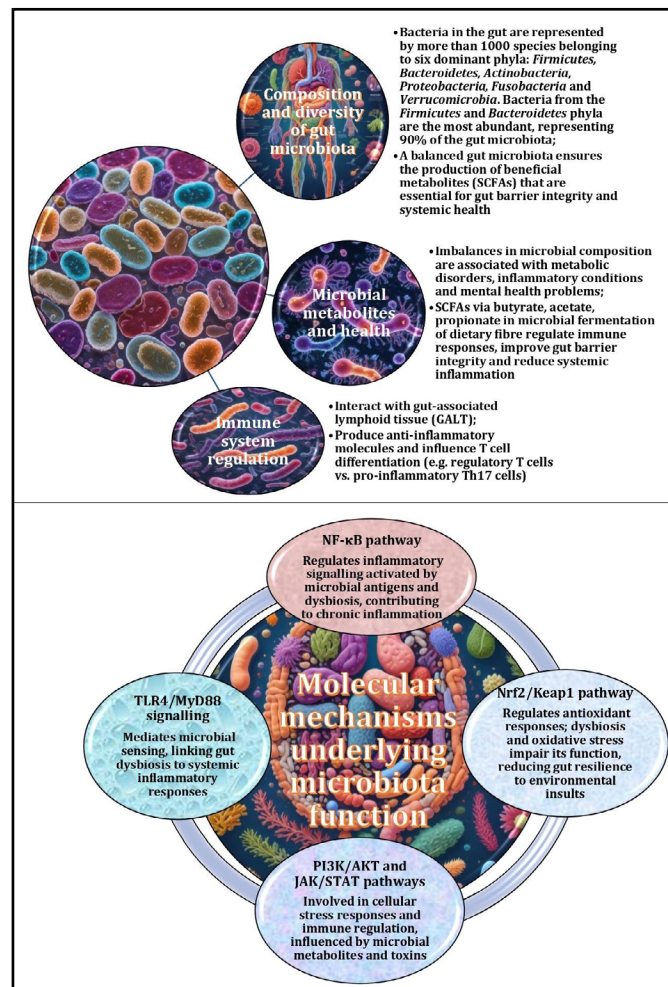 Composition
and diversity
of gut
microbiota
•Bacteria in the gut are represented
by more than 1000 species belonging
to six dominant phyla: Firmicutes,
Bacteroidetes, Actinobacteria,
Proteobacteria, Fusobacteria and
Verrucomicrobia. Bacteria from the
Firmicutes and Bacteroidetes phyla
are the most abundant, representing
90% of the gut microbiota;
•A balanced gut microbiota ensures
the production of beneficial
metabolites (SCFAs) that are
essential for gut barrier integrity and
systemic health
Microbial
metabolites
and health
•Imbalances in microbial composition
are associated with metabolic
disorders, inflammatory conditions
and mental health problems;
•SCFAs via butyrate, acetate,
propionate in microbial fermentation
of dietary fibre regulate immune
responses, improve gut barrier
integrity and reduce systemic
inflammation
Immune
system
regulation
•Interact with gut-associated
lymphoid tissue (GALT);
•Produce anti-inflammatory
molecules and influence T cell
differentiation (e.g. regulatory T cells
vs. pro-inflammatory Th17 cells)
NF-κB pathway
Regulates inflammatory
signalling activated by
microbial antigens and
dysbiosis, contributing
to chronic inflammation
TLR4/MyD88
signalling
Mediates microbial
sensing, linking gut
dysbiosis to systemic
inflammatory
responses
Molecular
mechanisms
underlying
microbiota
function
Nrf2/Keap1 pathway
Regulates antioxidant
responses; dysbiosis
and oxidative stress
impair its function,
reducing gut resilience
to environmental
insults
PI3K/AKT and
JAK/STAT pathways
Involved in cellular
stress responses and
immune regulation,
influenced by microbial
metabolites and toxins